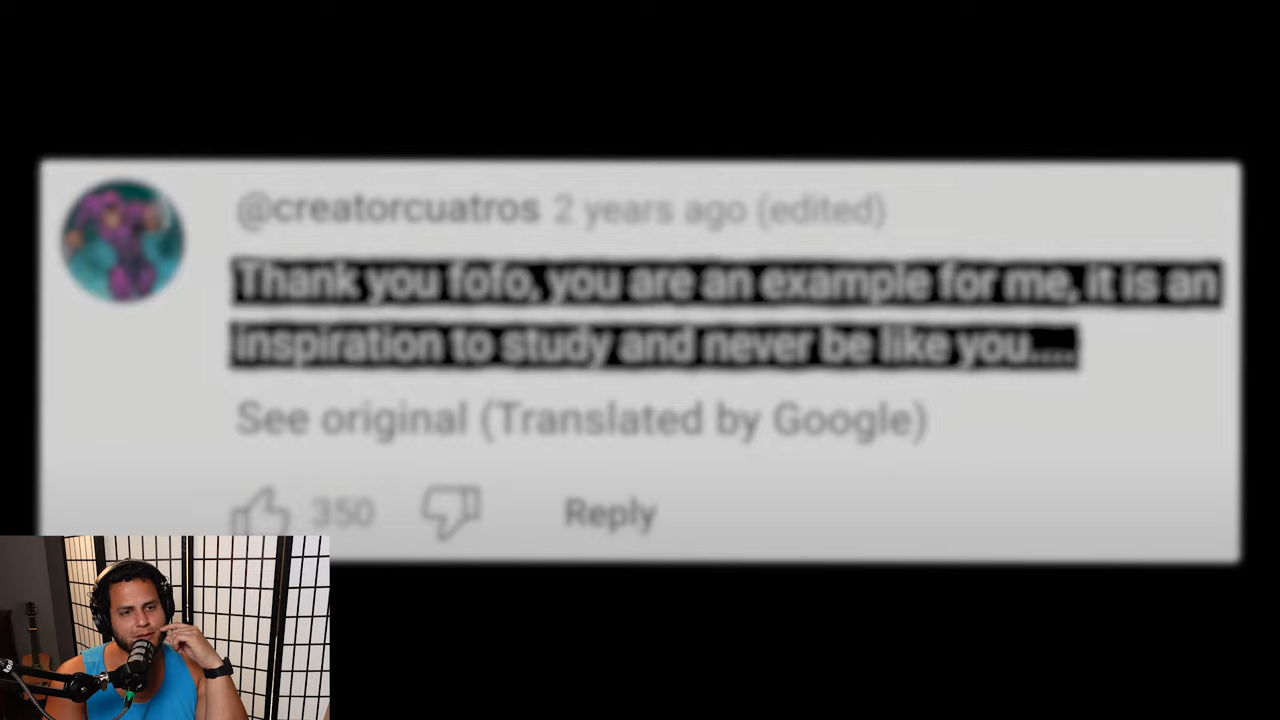 @creatorcuatros 2 years ago (edited)
Thank you fofo, you are an example for me, it is an
inspiration to study and never be like you....
See original (Translated by Google)
350 Reply